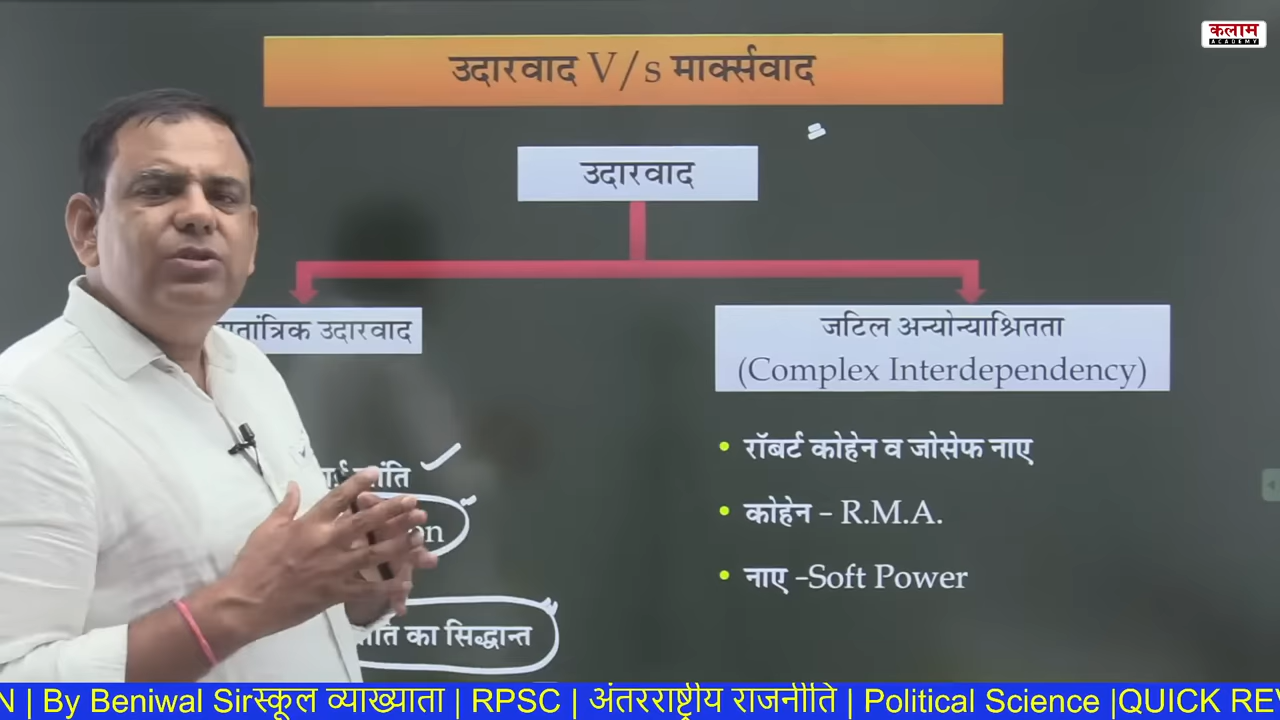 कलाम
ACADEMY
उदारवाद V/s मार्क्सवाद
उदारवाद
उदारवाद
जटिल अन्योन्याश्रितता
(Complex Interdependency)
• रॉबर्ट कोहेन व जोसेफ नाए
• कोहेन – R.M.A.
• नाए –Soft Power
का सिद्धान्त
| By Beniwal Sirस्कूल व्याख्याता | RPSC | अंतरराष्ट्रीय राजनीति | Political Science |QUICK